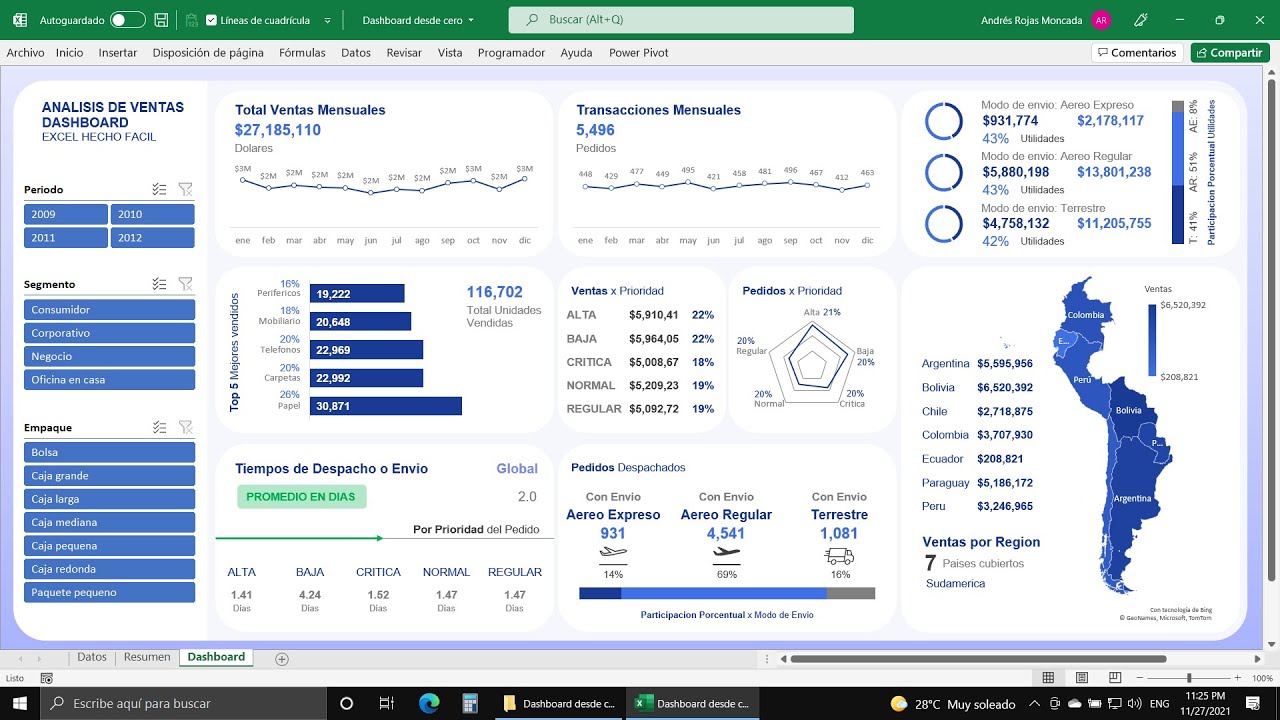 Autoguardado
Líneas de cuadrícula
Dashboard desde cero
Buscar (Alt+Q)
Andrés Rojas Moncada
AR
Archivo Inicio Insertar Disposición de página Fórmulas Datos Revisar Vista Programador Ayuda Power Pivot
Comentarios
Compartir
ANALISIS DE VENTAS
DASHBOARD
EXCEL HECHO FACIL
Periodo
2009 2010
2011 2012
Segmento
Consumidor
Corporativo
Negocio
Oficina en casa
Empaque
Bolsa
Caja grande
Caja larga
Caja mediana
Caja pequena
Caja redonda
Paquete pequeno
Total Ventas Mensuales
$27,185,110
Dolares
$3M $2M $2M $2M $2M $2M $2M $2M $2M $3M $2M $3M
ene feb mar abr may jun jul ago sep oct nov dic
Transacciones Mensuales
5,496
Pedidos
448 429 477 449 495 421 458 481 496 467 412 463
ene feb mar abr may jun jul ago sep oct nov dic
Modo de envio: Aereo Expreso
$931,774 $2,178,117
43% Utilidades
Modo de envio: Aereo Regular
$5,880,198 $13,801,238
43% Utilidades
Modo de envio: Terrestre
$4,758,132 $11,205,755
42% Utilidades
T: 41% AR: 51% AE: 8%
Participacion Porcentual Utilidades
Top 5 Mejores vendidos
16%
Perifericos
19,222
18%
Mobiliario
20,648
20%
Telefonos
22,969
20%
Carpetas
22,992
26%
Papel
30,871
116,702
Total Unidades
Vendidas
Ventas x Prioridad
ALTA $5,910,41 22%
BAJA $5,964,05 22%
CRITICA $5,008,67 18%
NORMAL $5,209,23 19%
REGULAR $5,092,72 19%
Pedidos x Prioridad
Alta 21%
20%
Regular
Baja
20%
20%
Normal
20%
Critica
Ventas
$6,520,392
$208,821
Colombia
E...
Perú
Bolivia
P...
Argentina
Argentina $5,595,956
Bolivia $6,520,392
Chile $2,718,875
Colombia $3,707,930
Ecuador $208,821
Paraguay $5,186,172
Peru $3,246,965
Ventas por Region
7 Paises cubiertos
Sudamerica
Con tecnología de Bing
© GeoNames, Microsoft, TomTom
Tiempos de Despacho o Envio Global
PROMEDIO EN DIAS 2.0
Por Prioridad del Pedido
ALTA BAJA CRITICA NORMAL REGULAR
1.41 4.24 1.52 1.47 1.47
Dias Dias Dias Dias Dias
Pedidos Despachados
Con Envio Con Envio Con Envio
Aereo Expreso Aereo Regular Terrestre
931 4,541 1,081
14% 69% 16%
Participacion Porcentual x Modo de Envio
Datos Resumen Dashboard
Listo
100%
Escribe aquí para buscar
Dashboard desde c...
Dashboard desde c...
28°C Muy soleado
11:25 PM
11/27/2021